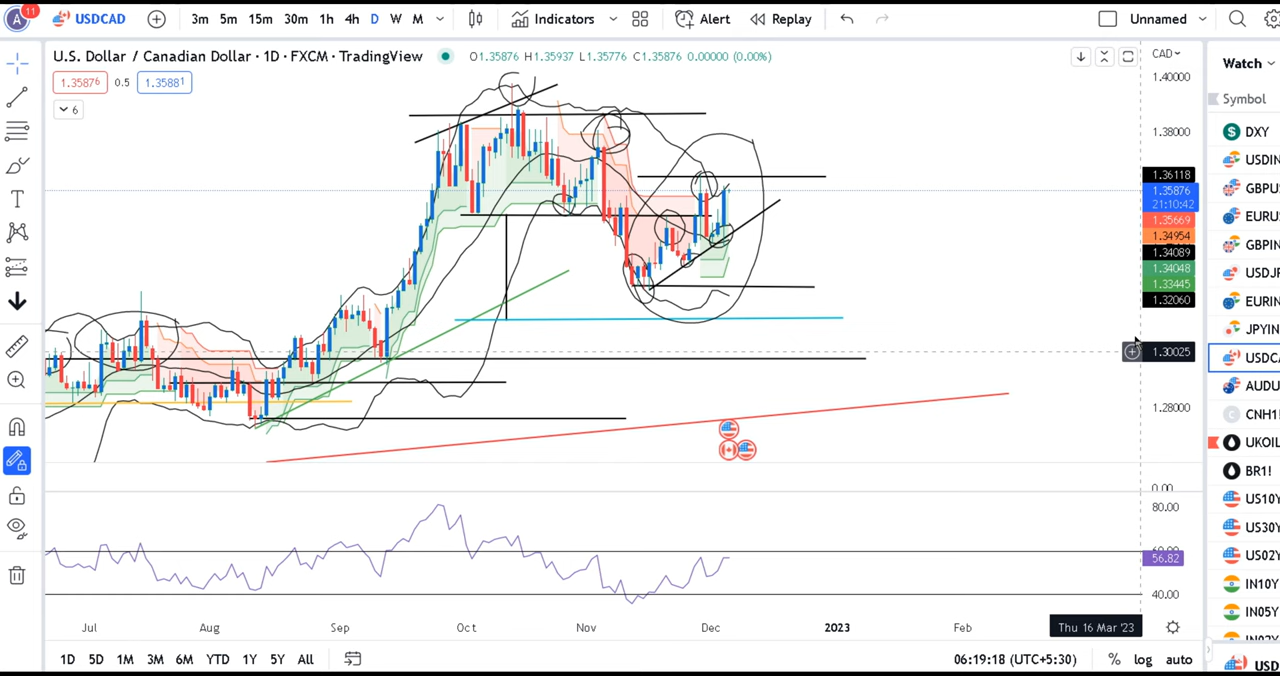 A 11 USDCAD 3m 5m 15m 30m 1h 4h D W M Indicators Alert Replay Unnamed
U.S. Dollar / Canadian Dollar · 1D · FXCM · TradingView O1.35876 H1.35937 L1.35776 C1.35876 0.00000 (0.00%)
1.35876 0.5 1.35881
6
CAD
1.40000
1.38000
1.36118
1.35876
21:10:42
1.35669
1.34954
1.34089
1.34048
1.33445
1.32060
1.30025
1.28000
0.00
80.00
60.00
56.82
40.00
Jul Aug Sep Oct Nov Dec 2023 Feb Thu 16 Mar '23
1D 5D 1M 3M 6M YTD 1Y 5Y All 06:19:18 (UTC+5:30) % log auto
Watch
Symbol
DXY
USDIN
GBPU
EURU
GBPIN
USDJ
EURIN
JPYIN
USDC
AUDU
CNH1!
UKOIL
BR1!
US10Y
US30Y
US02Y
IN10Y
IN05Y
IN02Y
USD